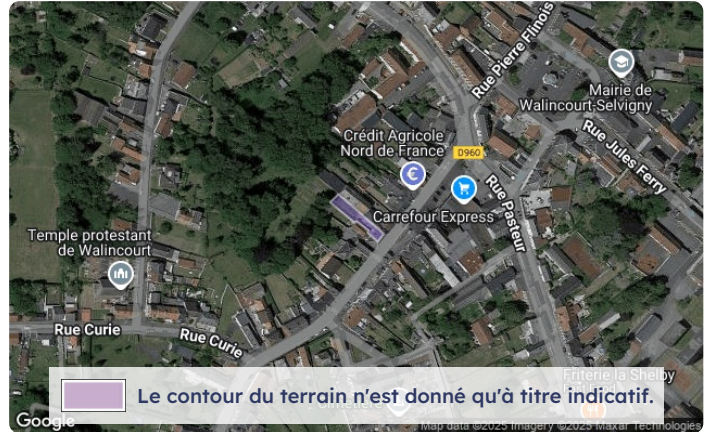 Rue Pierre Flinois
Mairie de
Walincourt-Selvigny
Crédit Agricole
Nord de France
D960
Rue Jules Ferry
€
Carrefour Express
Rue Pasteur
Temple protestant
de Walincourt
Rue Curie
Rue Curie
Friterie la Shelby
Le contour du terrain n'est donné qu'à titre indicatif.
Cimetière
Google
Map data ©2025 Imagery ©2025 Maxar Technologies